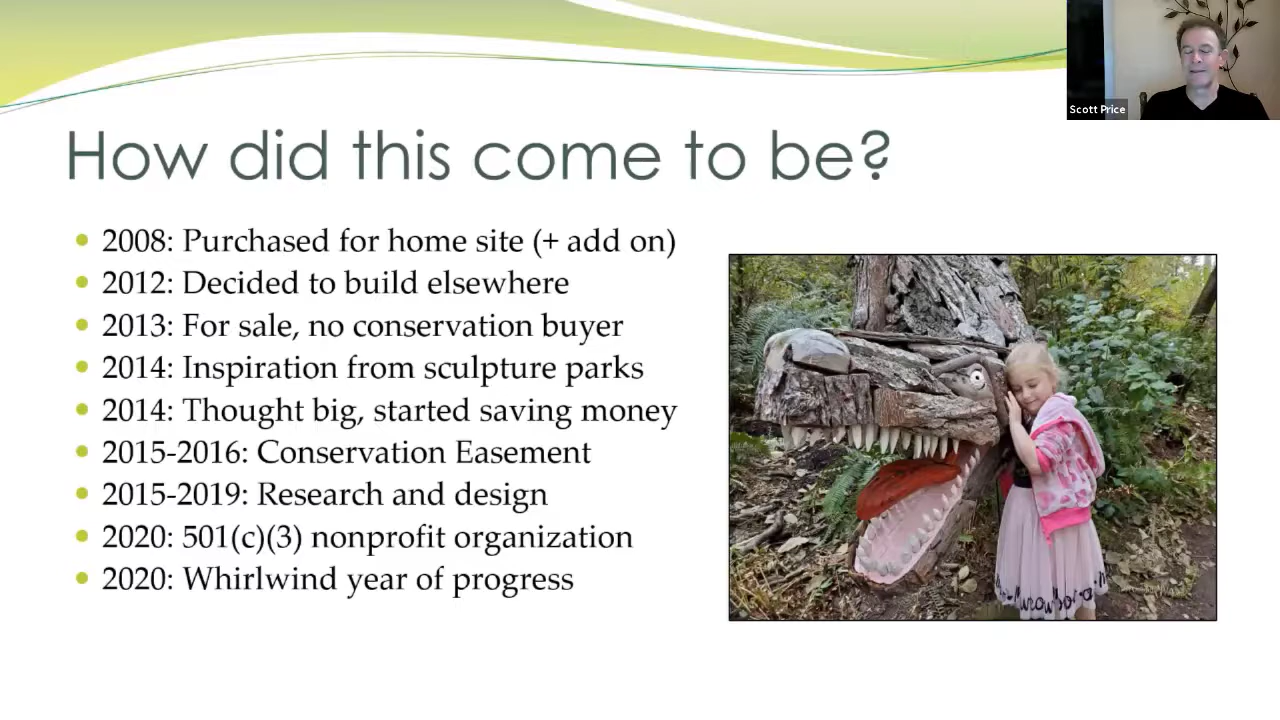 Scott Price
How did this come to be?
2008: Purchased for home site (+ add on)
2012: Decided to build elsewhere
2013: For sale, no conservation buyer
2014: Inspiration from sculpture parks
2014: Thought big, started saving money
2015-2016: Conservation Easement
2015-2019: Research and design
2020: 501(c)(3) nonprofit organization
2020: Whirlwind year of progress